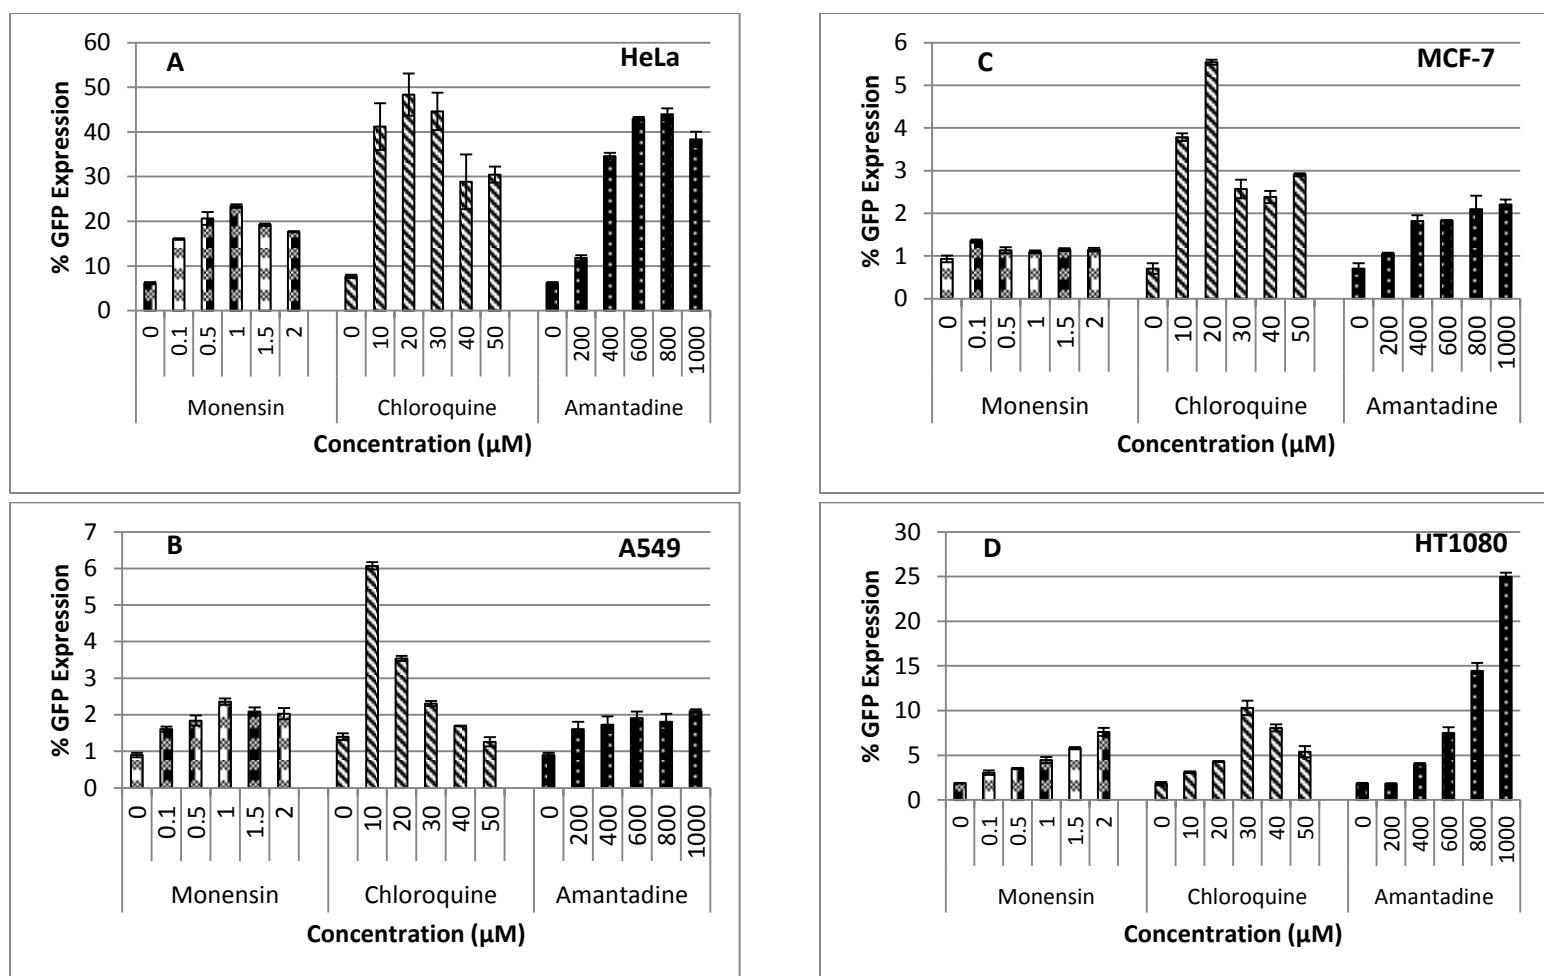 A
HeLa
% GFP Expression
60
50
40
30
20
10
0
0 0.1 0.5 1 1.5 2 0 10 20 30 40 50 0 200 400 600 800 1000
Monensin Chloroquine Amantadine
Concentration (µM)
C
MCF-7
% GFP Expression
6
5
4
3
2
1
0
0 0.1 0.5 1 1.5 2 0 10 20 30 40 50 0 200 400 600 800 1000
Monensin Chloroquine Amantadine
Concentration (µM)
B
A549
% GFP Expression
7
6
5
4
3
2
1
0
0 0.1 0.5 1 1.5 2 0 10 20 30 40 50 0 200 400 600 800 1000
Monensin Chloroquine Amantadine
Concentration (µM)
D
HT1080
% GFP Expression
30
25
20
15
10
5
0
0 0.1 0.5 1 1.5 2 0 10 20 30 40 50 0 200 400 600 800 1000
Monensin Chloroquine Amantadine
Concentration (µM)